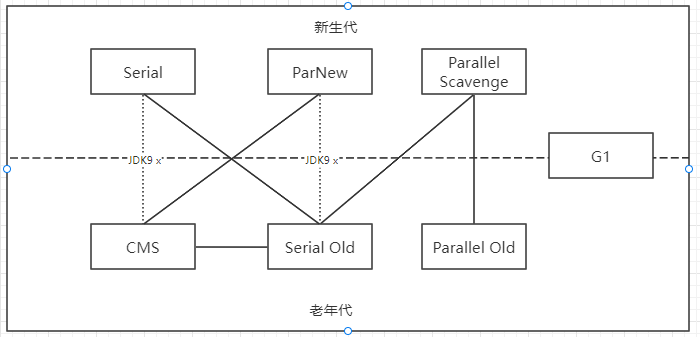 新生代
Serial
ParNew
Parallel
Scavenge
G1
JDK9 x
JDK9 x
CMS
Serial Old
Parallel Old
老年代